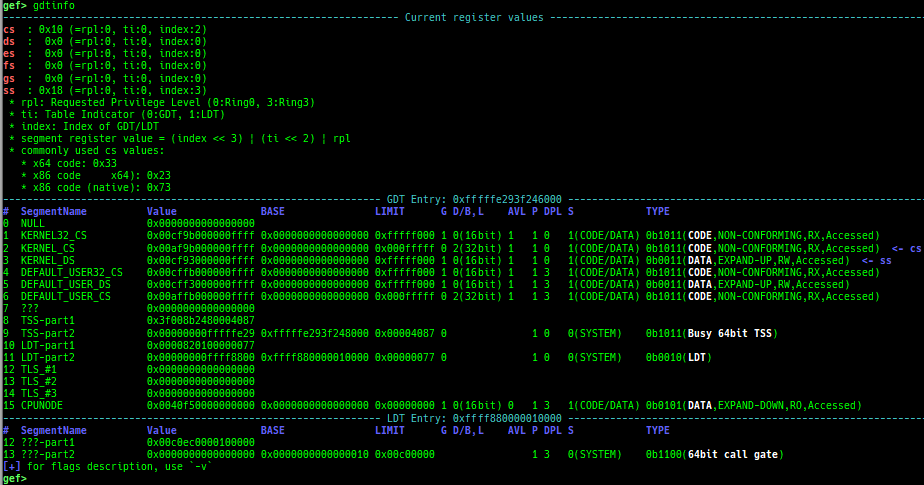 gef> gdtinfo
Current register values
cs : 0x10 (=rpl:0, ti:0, index:2)
ds : 0x0 (=rpl:0, ti:0, index:0)
es : 0x0 (=rpl:0, ti:0, index:0)
fs : 0x0 (=rpl:0, ti:0, index:0)
gs : 0x0 (=rpl:0, ti:0, index:0)
ss : 0x18 (=rpl:0, ti:0, index:3)
* rpl: Requested Privilege Level (0:Ring0, 3:Ring3)
* ti: Table Indicator (0:GDT, 1:LDT)
* index: Index of GDT/LDT
* segment register value = (index << 3) | (ti << 2) | rpl
* commonly used cs values:
* x64 code: 0x33
* x86 code x64): 0x23
* x86 code (native): 0x73
GDT Entry: 0xfffffe293f246000
# SegmentName Value BASE LIMIT G D/B,L AVL P DPL S TYPE
0 NULL 0x0000000000000000
1 KERNEL32_CS 0x00cf9b000000ffff 0x0000000000000000 0xfffff000 1 0(16bit) 1 1 0 1(CODE/DATA) 0b1011(CODE,NON-CONFORMING,RX,Accessed)
2 KERNEL_CS 0x00af9b000000ffff 0x0000000000000000 0x000fffff 0 2(32bit) 1 1 0 1(CODE/DATA) 0b1011(CODE,NON-CONFORMING,RX,Accessed) <- cs
3 KERNEL_DS 0x00cf93000000ffff 0x0000000000000000 0xfffff000 1 0(16bit) 1 1 0 1(CODE/DATA) 0b0011(DATA,EXPAND-UP,RW,Accessed) <- ss
4 DEFAULT_USER32_CS 0x00cffb000000ffff 0x0000000000000000 0xfffff000 1 0(16bit) 1 1 3 1(CODE/DATA) 0b1011(CODE,NON-CONFORMING,RX,Accessed)
5 DEFAULT_USER_DS 0x00cff3000000ffff 0x0000000000000000 0xfffff000 1 0(16bit) 1 1 3 1(CODE/DATA) 0b0011(DATA,EXPAND-UP,RW,Accessed)
6 DEFAULT_USER_CS 0x00affb000000ffff 0x0000000000000000 0x000fffff 0 2(32bit) 1 1 3 1(CODE/DATA) 0b1011(CODE,NON-CONFORMING,RX,Accessed)
7 ??? 0x0000000000000000
8 TSS-part1 0x3f008b2480004087
9 TSS-part2 0x00000000fffffe29 0xfffffe293f248000 0x00004087 0 1 0 0(SYSTEM) 0b1011(Busy 64bit TSS)
10 LDT-part1 0x0000820100000077
11 LDT-part2 0x00000000ffff8800 0xffff880000010000 0x00000077 0 1 0 0(SYSTEM) 0b0010(LDT)
12 TLS_#1 0x0000000000000000
13 TLS_#2 0x0000000000000000
14 TLS_#3 0x0000000000000000
15 CPUNODE 0x0040f50000000000 0x0000000000000000 0x00000000 1 0(16bit) 0 1 3 1(CODE/DATA) 0b0101(DATA,EXPAND-DOWN,RO,Accessed)
LDT Entry: 0xffff880000010000
# SegmentName Value BASE LIMIT G D/B,L AVL P DPL S TYPE
12 ???-part1 0x00c0ec0000100000
13 ???-part2 0x0000000000000000 0x0000000000000010 0x00c00000 1 3 0(SYSTEM) 0b1100(64bit call gate)
[+] for flags description, use `-v`
gef>